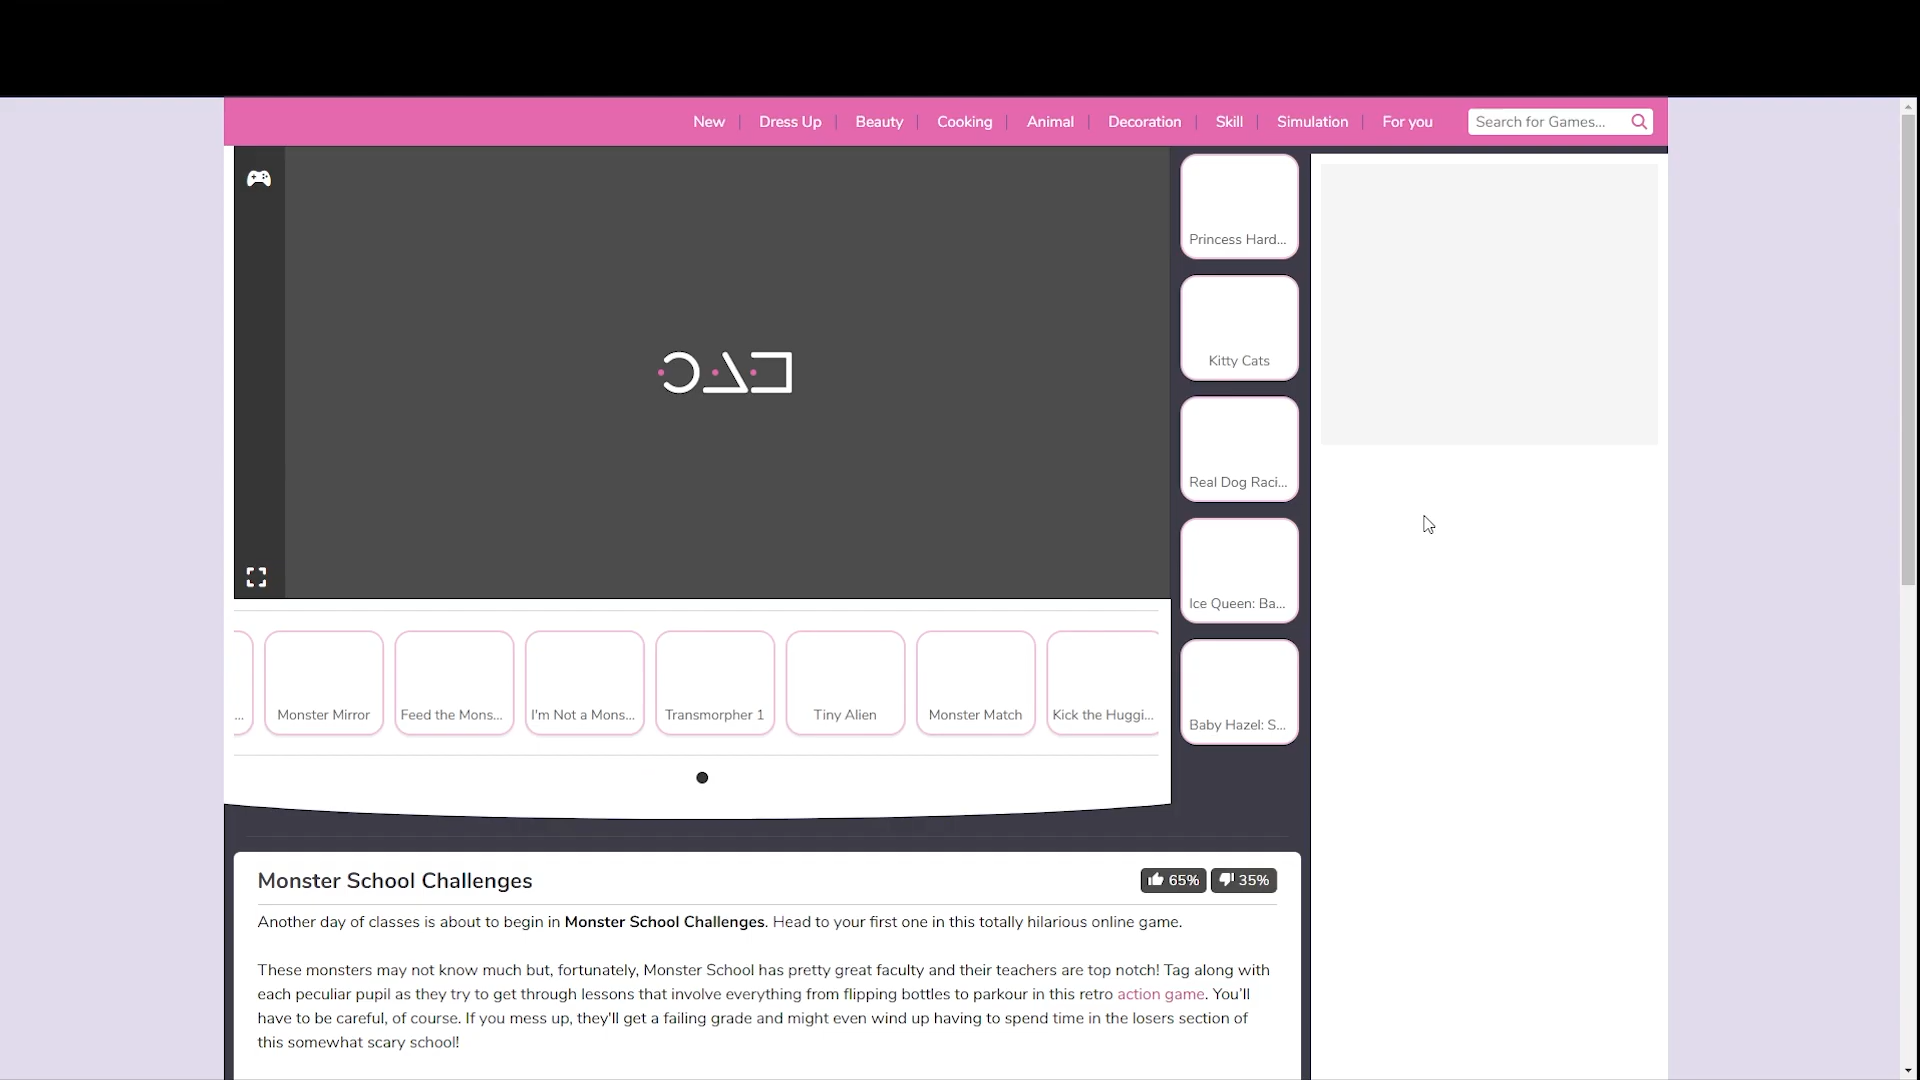 New
Dress Up
Beauty
Cooking
Animal
Decoration
Skill
Simulation
For you
Search for Games...
Princess Hard...
Kitty Cats
Real Dog Raci...
Ice Queen: Ba...
Baby Hazel: S...
...
Monster Mirror
Feed the Mons...
I'm Not a Mons...
Transmorpher 1
Tiny Alien
Monster Match
Kick the Huggi...
Monster School Challenges
65%
35%
Another day of classes is about to begin in Monster School Challenges. Head to your first one in this totally hilarious online game.
These monsters may not know much but, fortunately, Monster School has pretty great faculty and their teachers are top notch! Tag along with
each peculiar pupil as they try to get through lessons that involve everything from flipping bottles to parkour in this retro action game. You'll
have to be careful, of course. If you mess up, they'll get a failing grade and might even wind up having to spend time in the losers section of
this somewhat scary school!